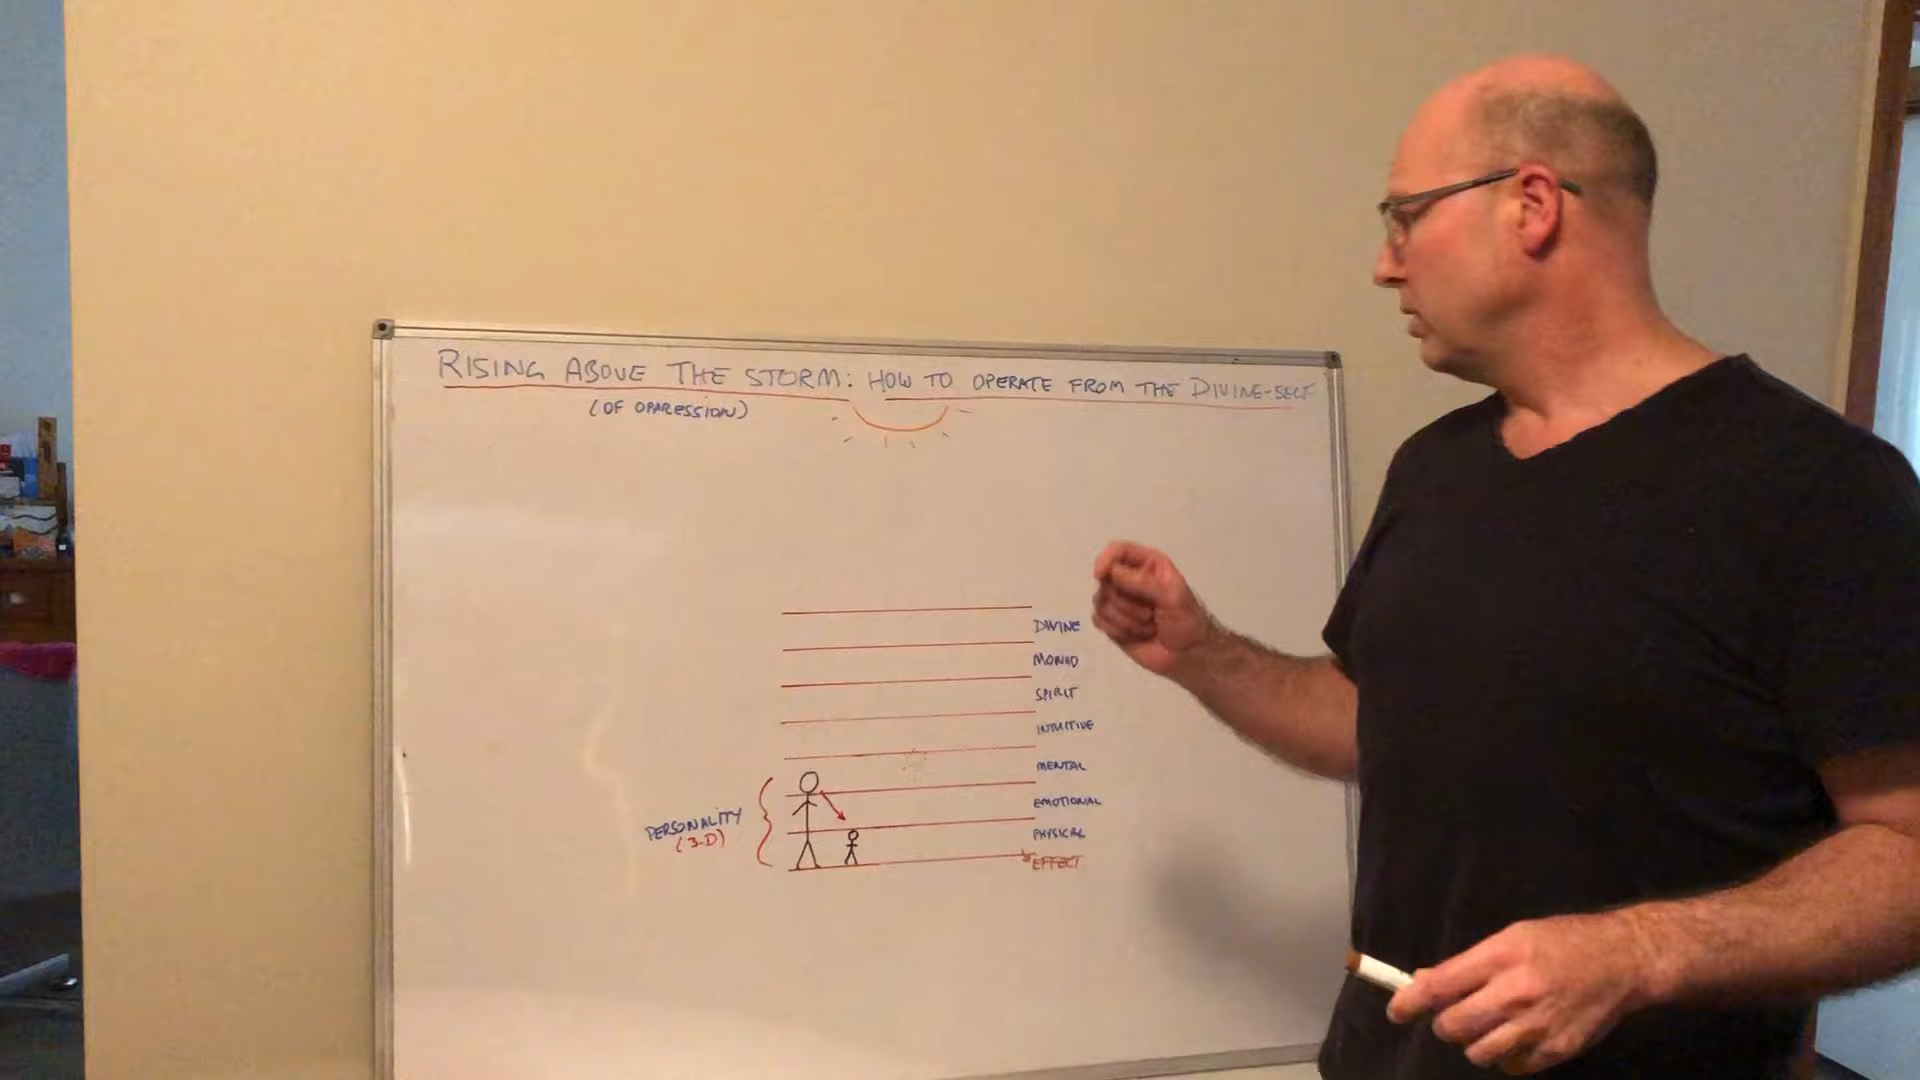 RISING ABOVE THE STORM: HOW TO OPERATE FROM THE DIVINE-SELF
(OF OPPRESSION)
DIVINE
MONAD
SPIRIT
INTUITIVE
MENTAL
EMOTIONAL
PERSONALITY
(3-D)
PHYSICAL
EFFECT